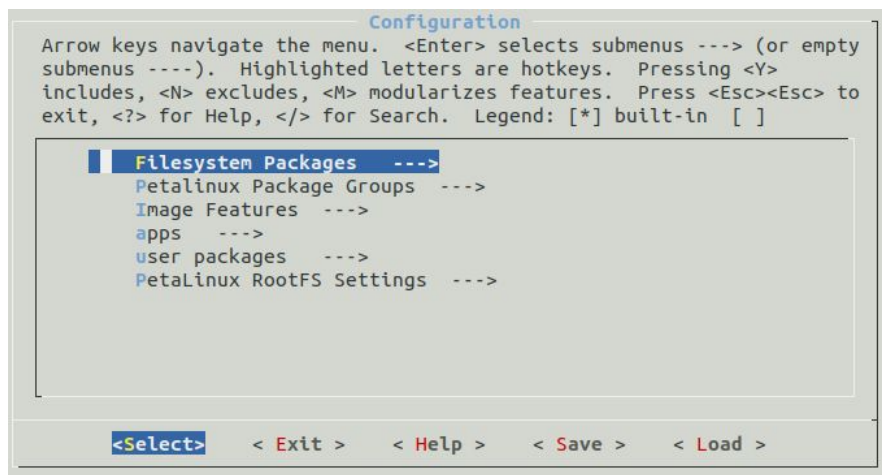 Configuration
Arrow keys navigate the menu.  <Enter> selects submenus ---> (or empty
submenus ----).  Highlighted letters are hotkeys.  Pressing <Y>
includes, <N> excludes, <M> modularizes features.  Press <Esc><Esc> to
exit, <?> for Help, </> for Search.  Legend: [*] built-in  [ ]
Filesystem Packages  --->
Petalinux Package Groups  --->
Image Features  --->
apps  --->
user packages  --->
PetaLinux RootFS Settings  --->
<Select>    < Exit >    < Help >    < Save >    < Load >